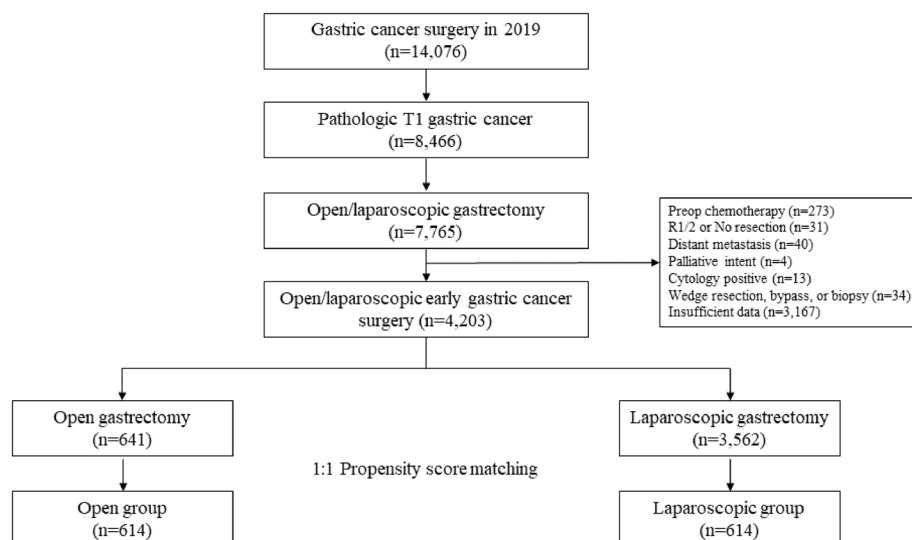 Gastric cancer surgery in 2019
(n=14,076)
Pathologic T1 gastric cancer
(n=8,466)
Open/laparoscopic gastrectomy
(n=7,765)
Preop chemotherapy (n=273)
R1/2 or No resection (n=31)
Distant metastasis (n=40)
Palliative intent (n=4)
Cytology positive (n=13)
Wedge resection, bypass, or biopsy (n=34)
Insufficient data (n=3,167)
Open/laparoscopic early gastric cancer
surgery (n=4,203)
Open gastrectomy
(n=641)
Laparoscopic gastrectomy
(n=3,562)
1:1 Propensity score matching
Open group
(n=614)
Laparoscopic group
(n=614)